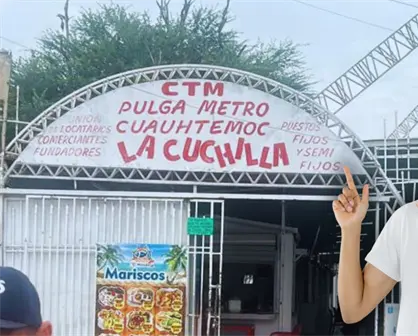 CTM
PULGA METRO
CUAUHTEMOC
LA CUCHILLA
UNION
DE LOCATARIOS
COMERCIANTES
FUNDADORES
PUESTOS
FIJOS
Y SEMI
FIJOS
Mariscos